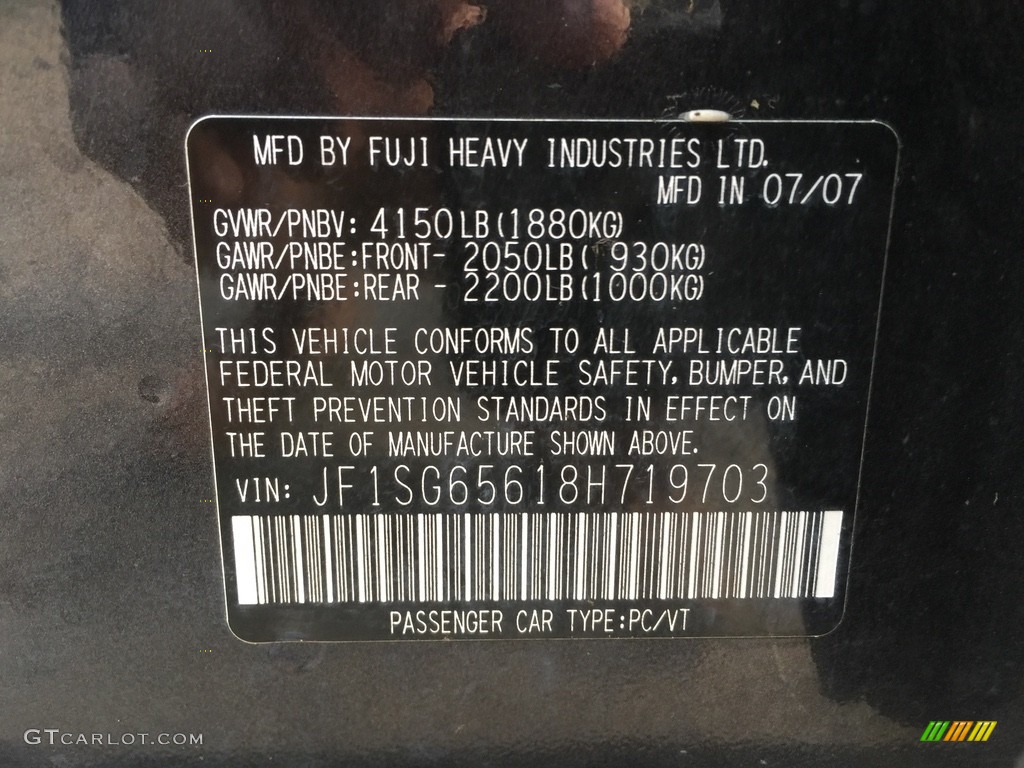 MFD BY FUJI HEAVY INDUSTRIES LTD.
MFD IN 07/07
GVWR/PNBV: 4150LB(1880KG)
GAWR/PNBE:FRONT- 2050LB( 930KG)
GAWR/PNBE:REAR - 2200LB(1000KG)
THIS VEHICLE CONFORMS TO ALL APPLICABLE
FEDERAL MOTOR VEHICLE SAFETY, BUMPER, AND
THEFT PREVENTION STANDARDS IN EFFECT ON
THE DATE OF MANUFACTURE SHOWN ABOVE.
VIN: JF1SG65618H719703
PASSENGER CAR TYPE:PC/VT
GTCARLOT.COM